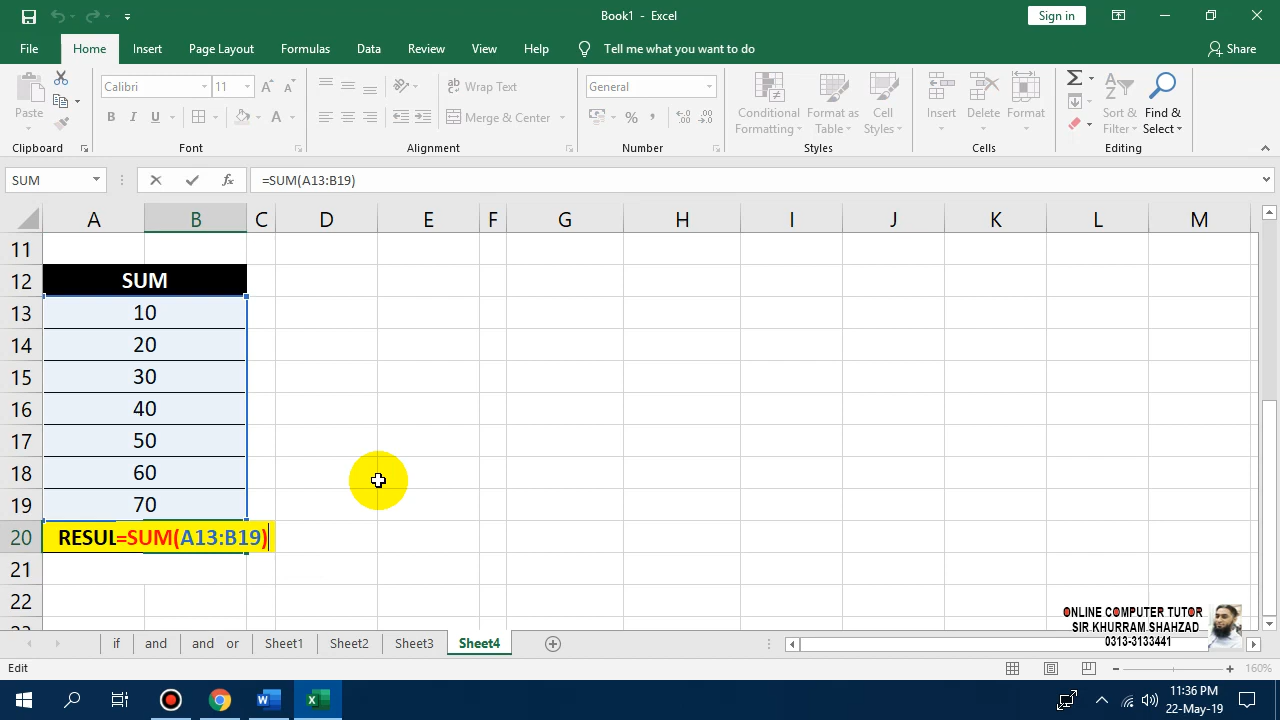 Book1 - Excel
Sign in
File Home Insert Page Layout Formulas Data Review View Help Tell me what you want to do Share
Paste
Calibri 11 A A
B I U A
ab Wrap Text
Merge & Center
General
% , .0 .00
Conditional Formatting
Format as Table
Cell Styles
Insert Delete Format
Σ
Sort & Filter
Find & Select
Clipboard Font Alignment Number Styles Cells Editing
SUM fx =SUM(A13:B19)
A B C D E F G H I J K L M
11
12 SUM
13 10
14 20
15 30
16 40
17 50
18 60
19 70
20 RESUL=SUM(A13:B19)
21
22
ONLINE COMPUTER TUTOR
SIR KHURRAM SHAHZAD
0313-3133441
if and and or Sheet1 Sheet2 Sheet3 Sheet4
Edit 160%
11:36 PM
22-May-19